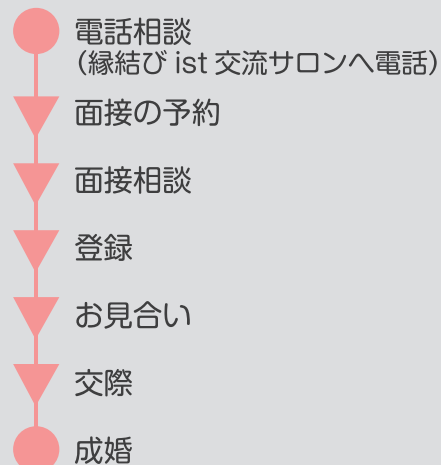 電話相談
（縁結び ist 交流サロンへ電話）
面接の予約
面接相談
登録
お見合い
交際
成婚